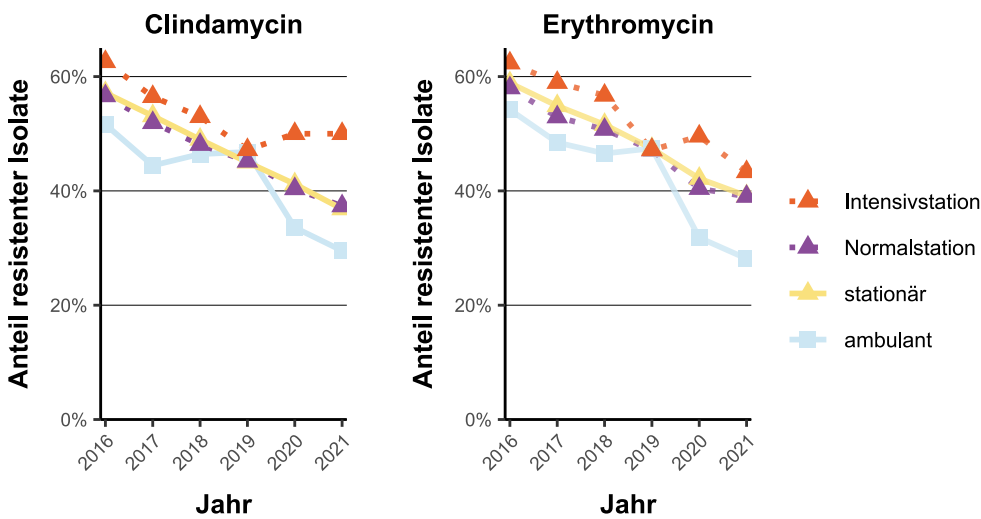 Clindamycin
Anteil resistenter Isolate
60%
40%
20%
0%
2016
2017
2018
2019
2020
2021
Jahr
Erythromycin
Anteil resistenter Isolate
60%
40%
20%
0%
2016
2017
2018
2019
2020
2021
Jahr
Intensivstation
Normalstation
stationär
ambulant